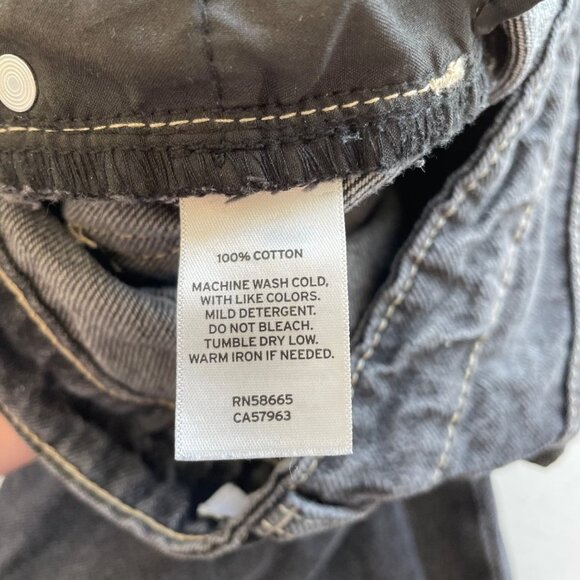 100% COTTON
MACHINE WASH COLD,
WITH LIKE COLORS.
MILD DETERGENT.
DO NOT BLEACH.
TUMBLE DRY LOW.
WARM IRON IF NEEDED.
RN58665
CA57963